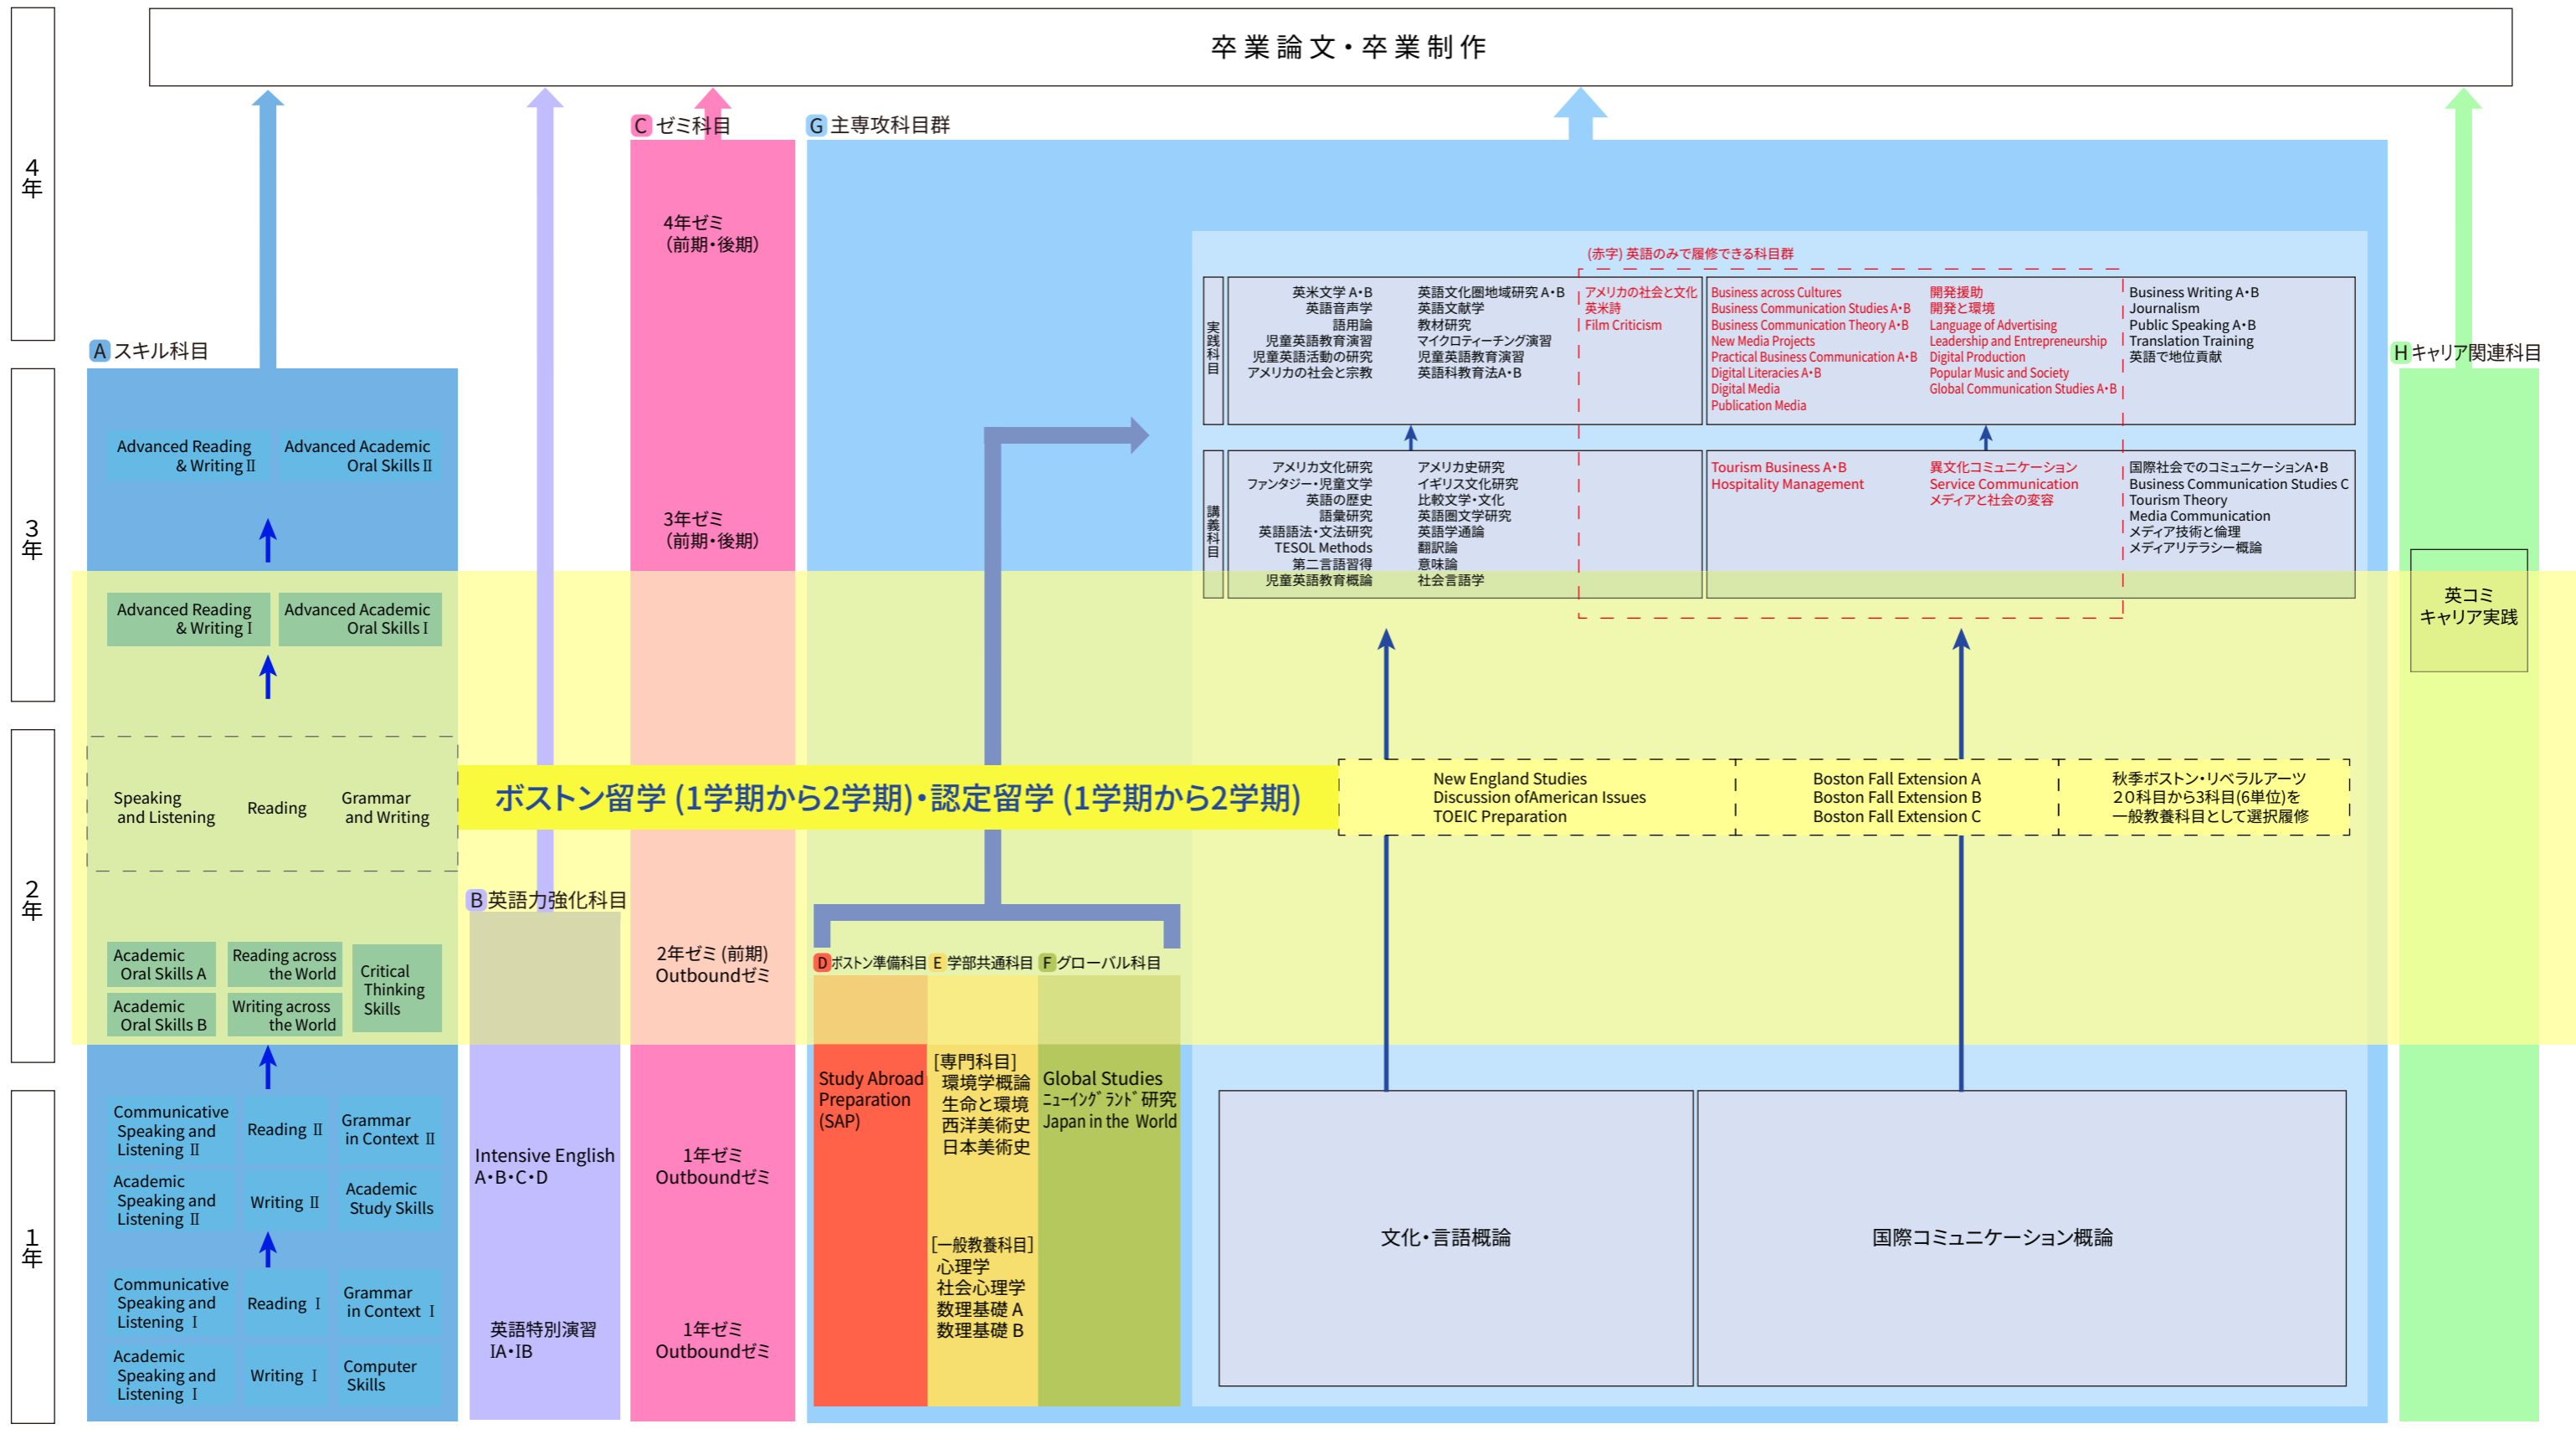 卒業論文・卒業制作
4年
3年
2年
1年
A スキル科目
Advanced Reading
& Writing Ⅱ
Advanced Academic
Oral Skills Ⅱ
Advanced Reading
& Writing Ⅰ
Advanced Academic
Oral Skills Ⅰ
Speaking
and Listening
Reading
Grammar
and Writing
Academic
Oral Skills A
Reading across
the World
Critical
Thinking
Skills
Academic
Oral Skills B
Writing across
the World
Communicative
Speaking and
Listening Ⅱ
Reading Ⅱ
Grammar
in Context Ⅱ
Academic
Speaking and
Listening Ⅱ
Writing Ⅱ
Academic
Study Skills
Communicative
Speaking and
Listening Ⅰ
Reading Ⅰ
Grammar
in Context Ⅰ
Academic
Speaking and
Listening Ⅰ
Writing Ⅰ
Computer
Skills
B 英語力強化科目
Intensive English
A・B・C・D
英語特別演習
ⅠA・ⅠB
C ゼミ科目
4年ゼミ
(前期・後期)
3年ゼミ
(前期・後期)
2年ゼミ (前期)
Outboundゼミ
1年ゼミ
Outboundゼミ
1年ゼミ
Outboundゼミ
ボストン留学 (1学期から2学期)・認定留学 (1学期から2学期)
G 主専攻科目群
D ボストン準備科目
Study Abroad
Preparation
(SAP)
E 学部共通科目
[専門科目]
環境学概論
生命と環境
西洋美術史
日本美術史
[一般教養科目]
心理学
社会心理学
数理基礎 A
数理基礎 B
F グローバル科目
Global Studies
ニューイングランド研究
Japan in the World
(赤字) 英語のみで履修できる科目群
実践科目
英米文学 A・B
英語音声学
語用論
児童英語教育演習
児童英語活動の研究
アメリカの社会と宗教
英語文化圏地域研究 A・B
英語文献学
教材研究
マイクロティーチング演習
児童英語教育演習
英語科教育法A・B
アメリカの社会と文化
英米詩
Film Criticism
Business across Cultures
Business Communication Studies A・B
Business Communication Theory A・B
New Media Projects
Practical Business Communication A・B
Digital Literacies A・B
Digital Media
Publication Media
開発援助
開発と環境
Language of Advertising
Leadership and Entrepreneurship
Digital Production
Popular Music and Society
Global Communication Studies A・B
Business Writing A・B
Journalism
Public Speaking A・B
Translation Training
英語で地位貢献
講義科目
アメリカ文化研究
ファンタジー・児童文学
英語の歴史
語彙研究
英語語法・文法研究
TESOL Methods
第二言語習得
児童英語教育概論
アメリカ史研究
イギリス文化研究
比較文学・文化
英語圏文学研究
英語学通論
翻訳論
意味論
社会言語学
Tourism Business A・B
Hospitality Management
異文化コミュニケーション
Service Communication
メディアと社会の変容
国際社会でのコミュニケーションA・B
Business Communication Studies C
Tourism Theory
Media Communication
メディア技術と倫理
メディアリテラシー概論
New England Studies
Discussion ofAmerican Issues
TOEIC Preparation
Boston Fall Extension A
Boston Fall Extension B
Boston Fall Extension C
秋季ボストン・リベラルアーツ
20科目から3科目(6単位)を
一般教養科目として選択履修
文化・言語概論
国際コミュニケーション概論
H キャリア関連科目
英コミ
キャリア実践